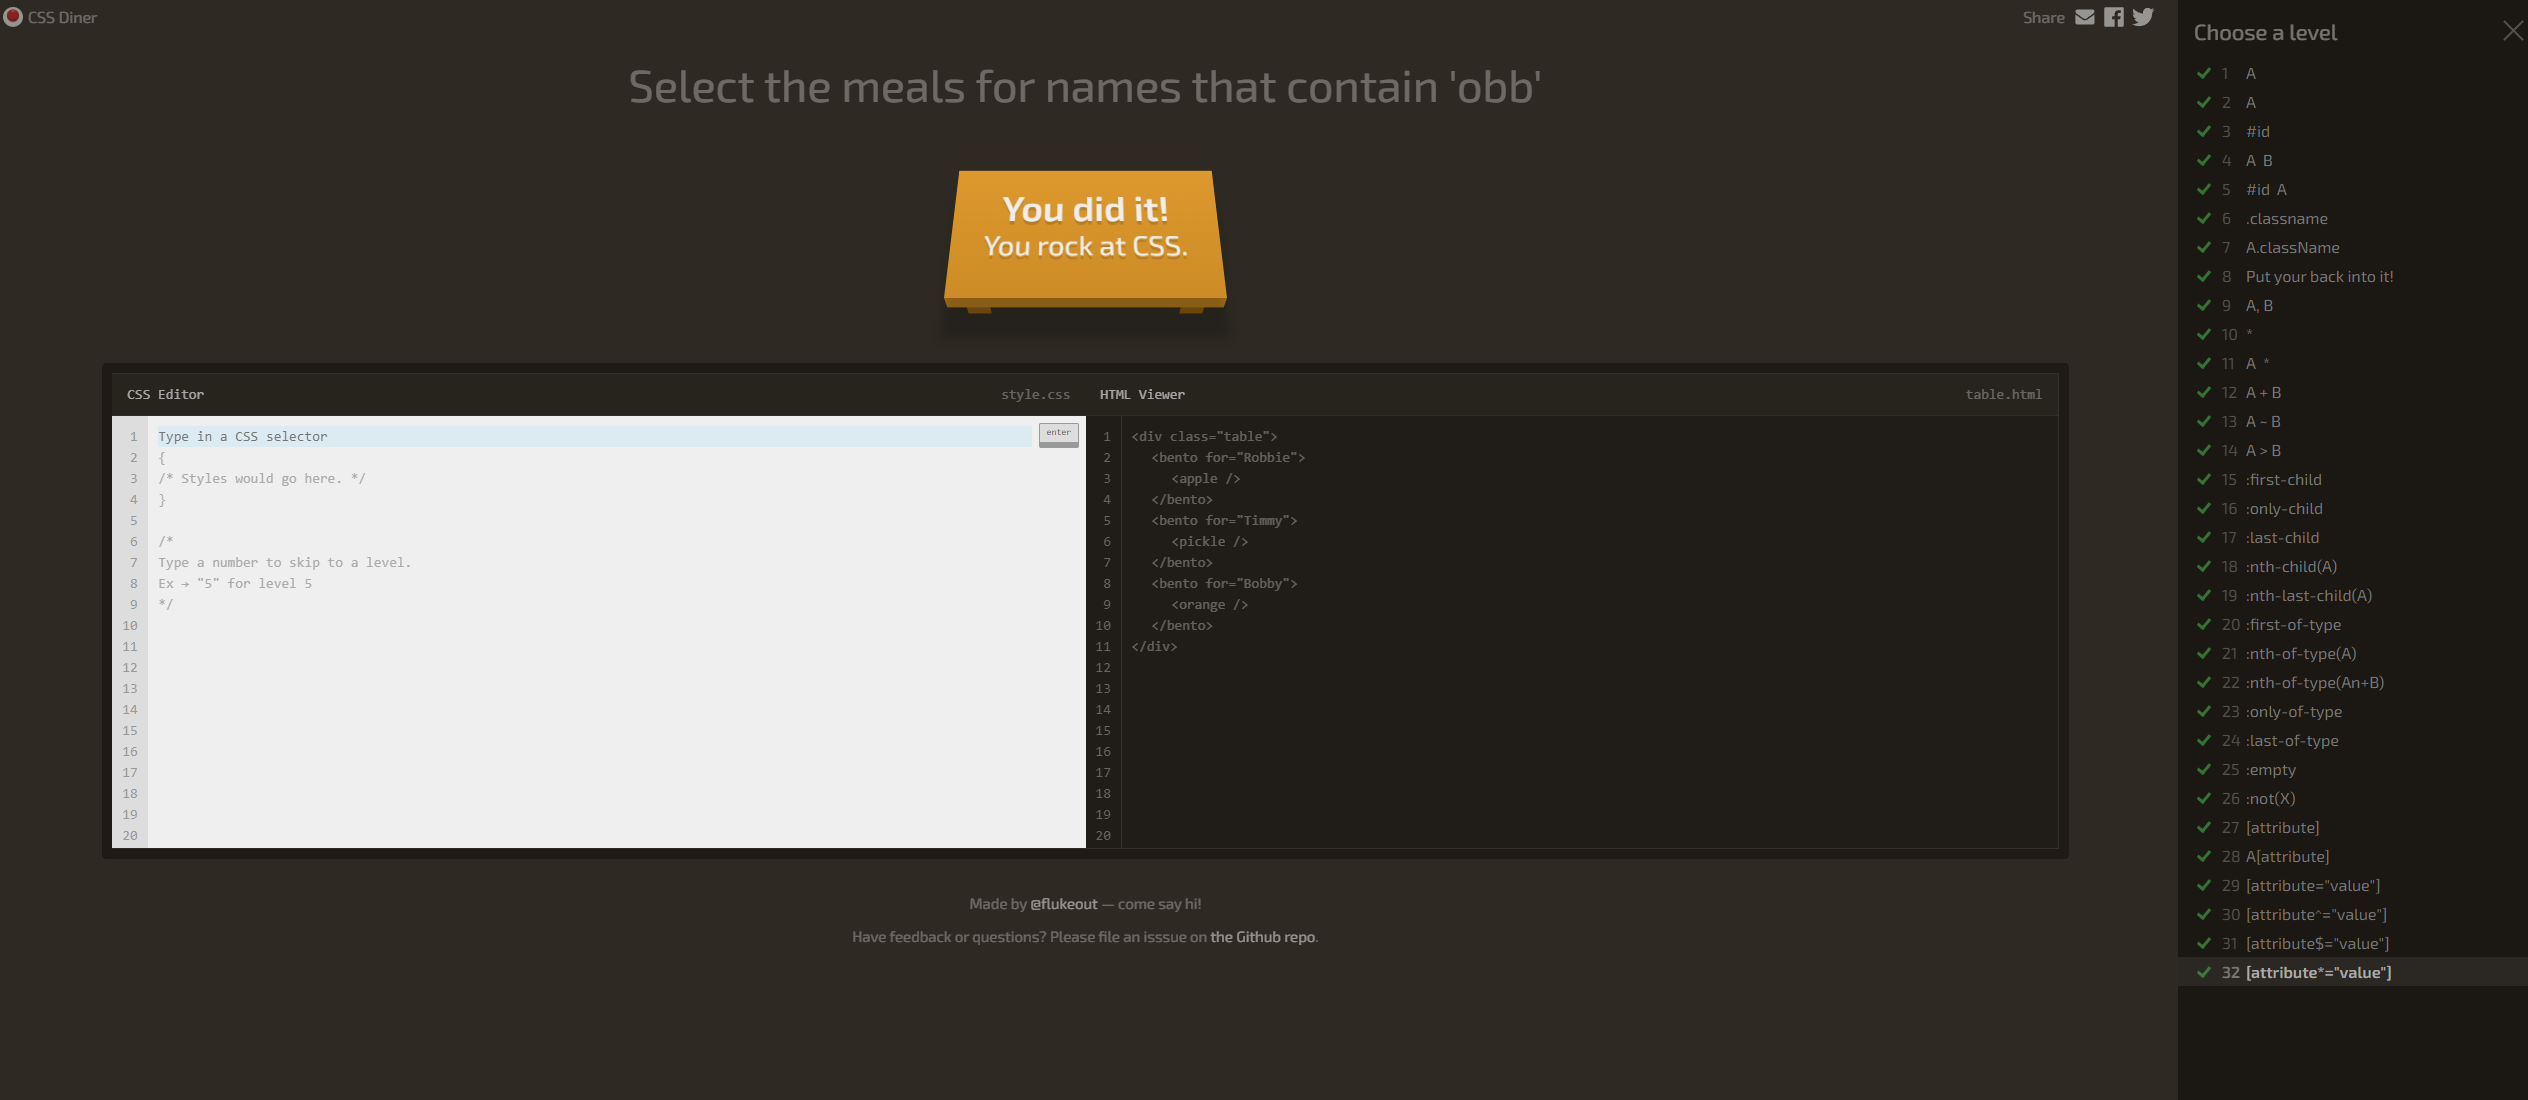 CSS Diner
Share
Select the meals for names that contain 'obb'
You did it!
You rock at CSS.
CSS Editor
style.css
1 Type in a CSS selector
enter
2 {
3 /* Styles would go here. */
4 }
5
6 /*
7 Type a number to skip to a level.
8 Ex → "5" for level 5
9 */
10
11
12
13
14
15
16
17
18
19
20
HTML Viewer
table.html
1 <div class="table">
2 <bento for="Robbie">
3 <apple />
4 </bento>
5 <bento for="Timmy">
6 <pickle />
7 </bento>
8 <bento for="Bobby">
9 <orange />
10 </bento>
11 </div>
12
13
14
15
16
17
18
19
20
Made by @flukeout — come say hi!
Have feedback or questions? Please file an isssue on the Github repo.
Choose a level
1 A
2 A
3 #id
4 A B
5 #id A
6 .classname
7 A.className
8 Put your back into it!
9 A, B
10 *
11 A *
12 A + B
13 A ~ B
14 A > B
15 :first-child
16 :only-child
17 :last-child
18 :nth-child(A)
19 :nth-last-child(A)
20 :first-of-type
21 :nth-of-type(A)
22 :nth-of-type(An+B)
23 :only-of-type
24 :last-of-type
25 :empty
26 :not(X)
27 [attribute]
28 A[attribute]
29 [attribute="value"]
30 [attribute^="value"]
31 [attribute$="value"]
32 [attribute*="value"]